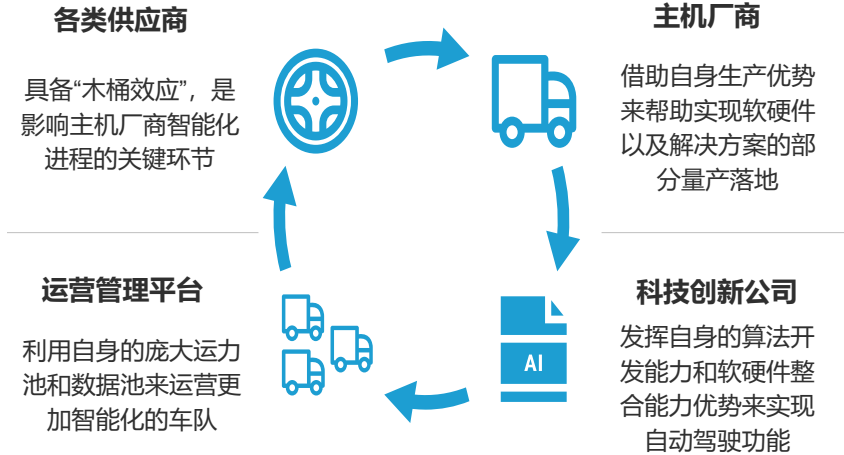 各类供应商
具备“木桶效应”，是
影响主机厂商智能化
进程的关键环节
主机厂商
借助自身生产优势
来帮助实现软硬件
以及解决方案的部
分量产落地
运营管理平台
利用自身的庞大运力
池和数据池来运营更
加智能化的车队
AI
科技创新公司
发挥自身的算法开
发能力和软硬件整
合能力优势来实现
自动驾驶功能